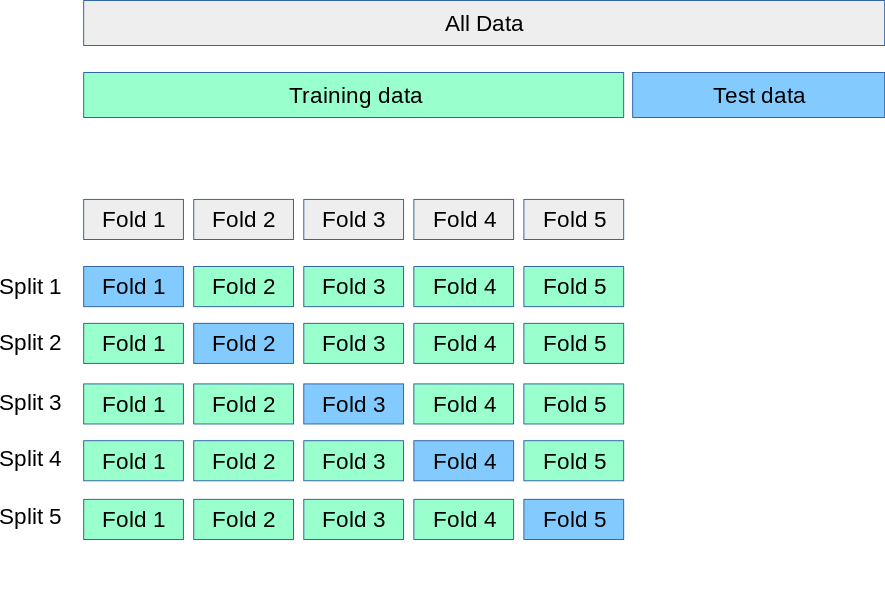 All Data
Training data Test data
Fold 1 Fold 2 Fold 3 Fold 4 Fold 5
Split 1 Fold 1 Fold 2 Fold 3 Fold 4 Fold 5
Split 2 Fold 1 Fold 2 Fold 3 Fold 4 Fold 5
Split 3 Fold 1 Fold 2 Fold 3 Fold 4 Fold 5
Split 4 Fold 1 Fold 2 Fold 3 Fold 4 Fold 5
Split 5 Fold 1 Fold 2 Fold 3 Fold 4 Fold 5